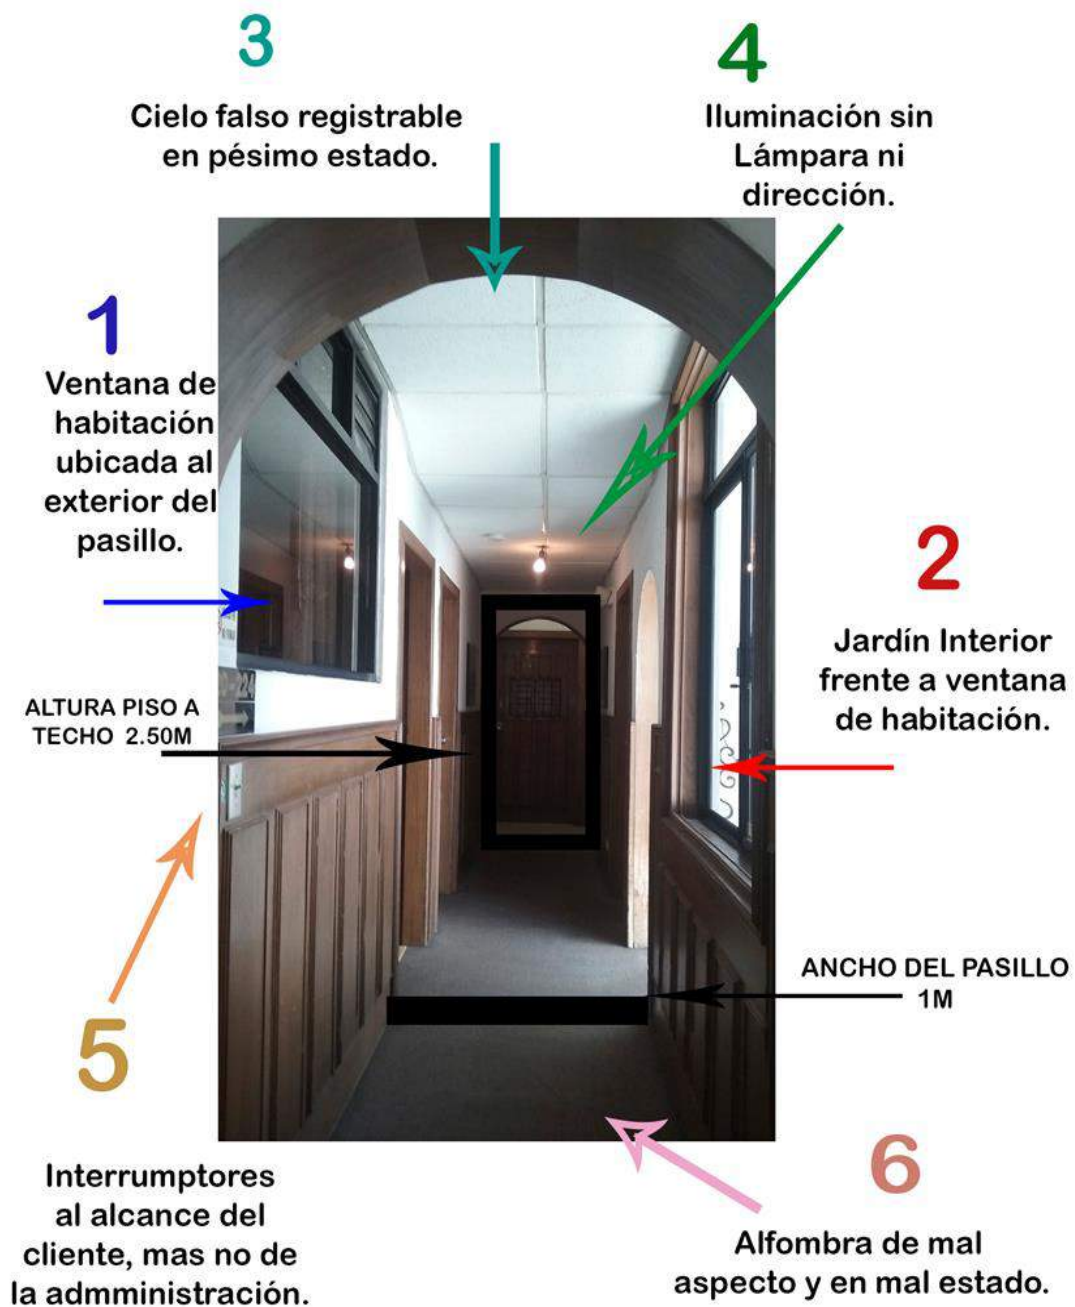 3
Cielo falso registrable
en pésimo estado.
4
Iluminación sin
Lámpara ni
dirección.
1
Ventana de
habitación
ubicada al
exterior del
pasillo.
2
Jardín Interior
frente a ventana
de habitación.
ALTURA PISO A
TECHO 2.50M
ANCHO DEL PASILLO
1M
5
Interrumptores
al alcance del
cliente, mas no de
la admministración.
6
Alfombra de mal
aspecto y en mal estado.